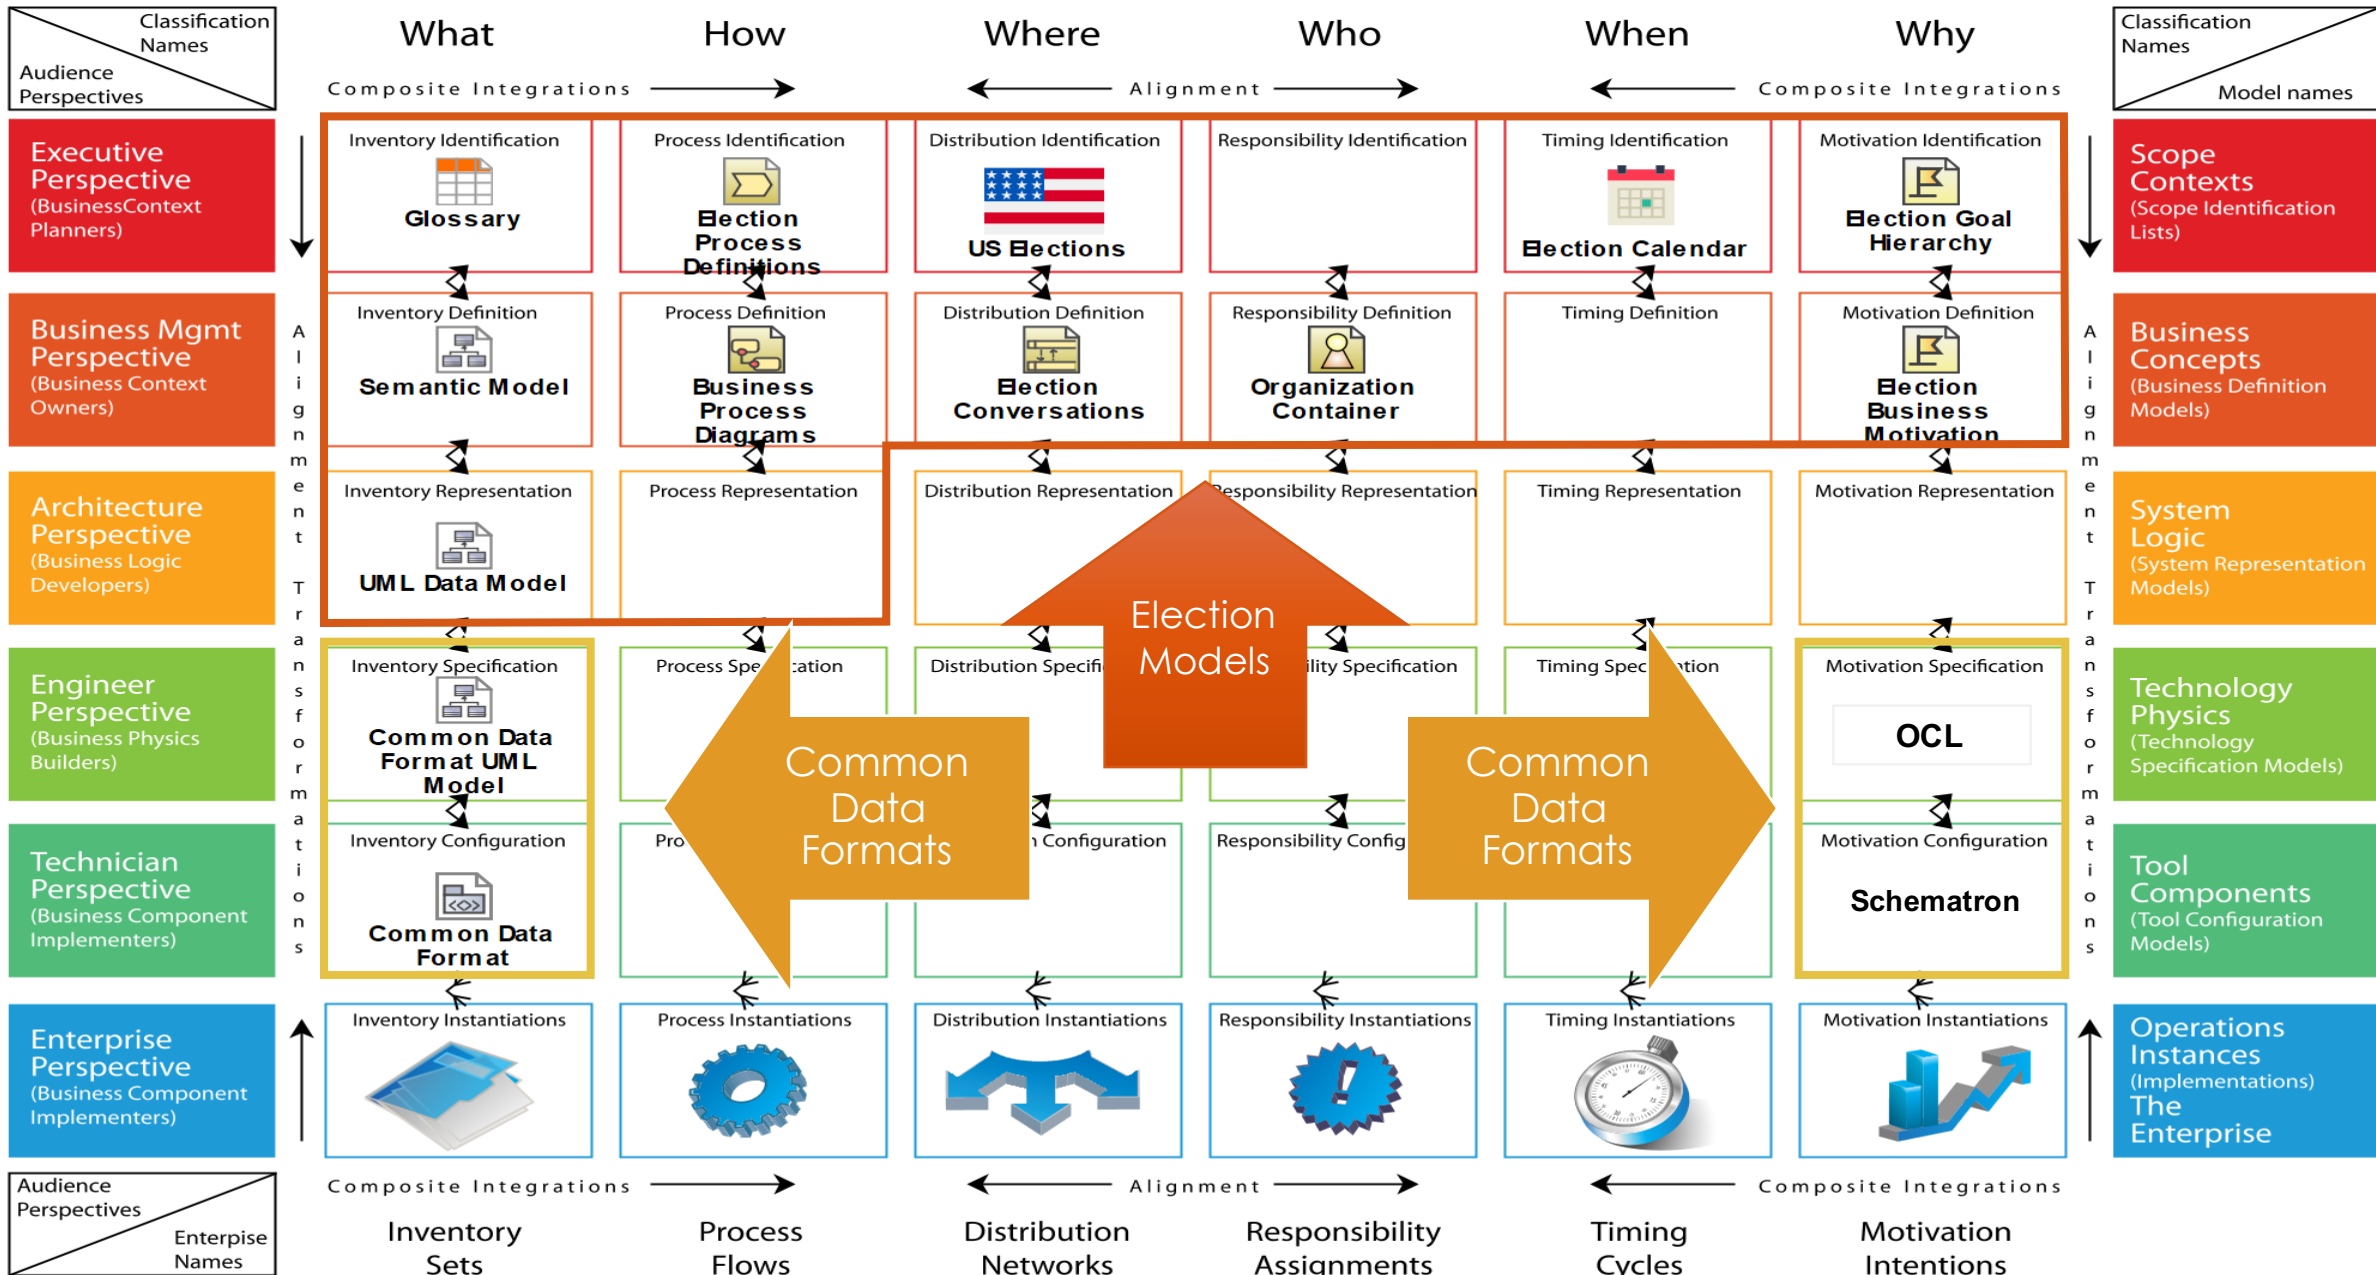 Classification
Names
Audience
Perspectives
What
How
Where
Who
When
Why
Classification
Names
Model names
Composite Integrations
Alignment
Composite Integrations
Executive
Perspective
(BusinessContext
Planners)
Inventory Identification
Glossary
Process Identification
Election
Process
Definitions
Distribution Identification
US Elections
Responsibility Identification
Timing Identification
Election Calendar
Motivation Identification
Election Goal
Hierarchy
Scope
Contexts
(Scope Identification
Lists)
Alignment Transformations
Business Mgmt
Perspective
(Business Context
Owners)
Inventory Definition
Semantic Model
Process Definition
Business
Process
Diagrams
Distribution Definition
Election
Conversations
Responsibility Definition
Organization
Container
Timing Definition
Motivation Definition
Election
Business
Motivation
Business
Concepts
(Business Definition
Models)
Alignment Transformations
Architecture
Perspective
(Business Logic
Developers)
Inventory Representation
UML Data Model
Process Representation
Distribution Representation
Responsibility Representation
Timing Representation
Motivation Representation
System
Logic
(System Representation
Models)
Election
Models
Engineer
Perspective
(Business Physics
Builders)
Inventory Specification
Common Data
Format UML
Model
Process Specification
Distribution Specifi
ility Specification
Timing Specification
Motivation Specification
OCL
Technology
Physics
(Technology
Specification Models)
Common
Data
Formats
Common
Data
Formats
Technician
Perspective
(Business Component
Implementers)
Inventory Configuration
Common Data
Format
Pro
Configuration
Responsibility Config
Motivation Configuration
Schematron
Tool
Components
(Tool Configuration
Models)
Enterprise
Perspective
(Business Component
Implementers)
Inventory Instantiations
Process Instantiations
Distribution Instantiations
Responsibility Instantiations
Timing Instantiations
Motivation Instantiations
Operations
Instances
(Implementations)
The
Enterprise
Audience
Perspectives
Enterpise
Names
Composite Integrations
Alignment
Composite Integrations
Inventory
Sets
Process
Flows
Distribution
Networks
Responsibility
Assignments
Timing
Cycles
Motivation
Intentions